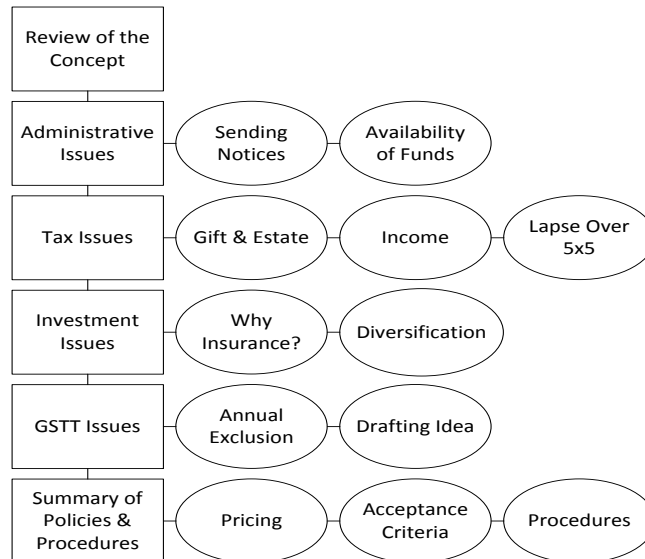 Review of the
Concept
Administrative
Issues
Sending
Notices
Availability
of Funds
Tax Issues
Gift & Estate
Income
Lapse Over
5x5
Investment
Issues
Why
Insurance?
Diversification
GSTT Issues
Annual
Exclusion
Drafting Idea
Summary of
Policies &
Procedures
Pricing
Acceptance
Criteria
Procedures